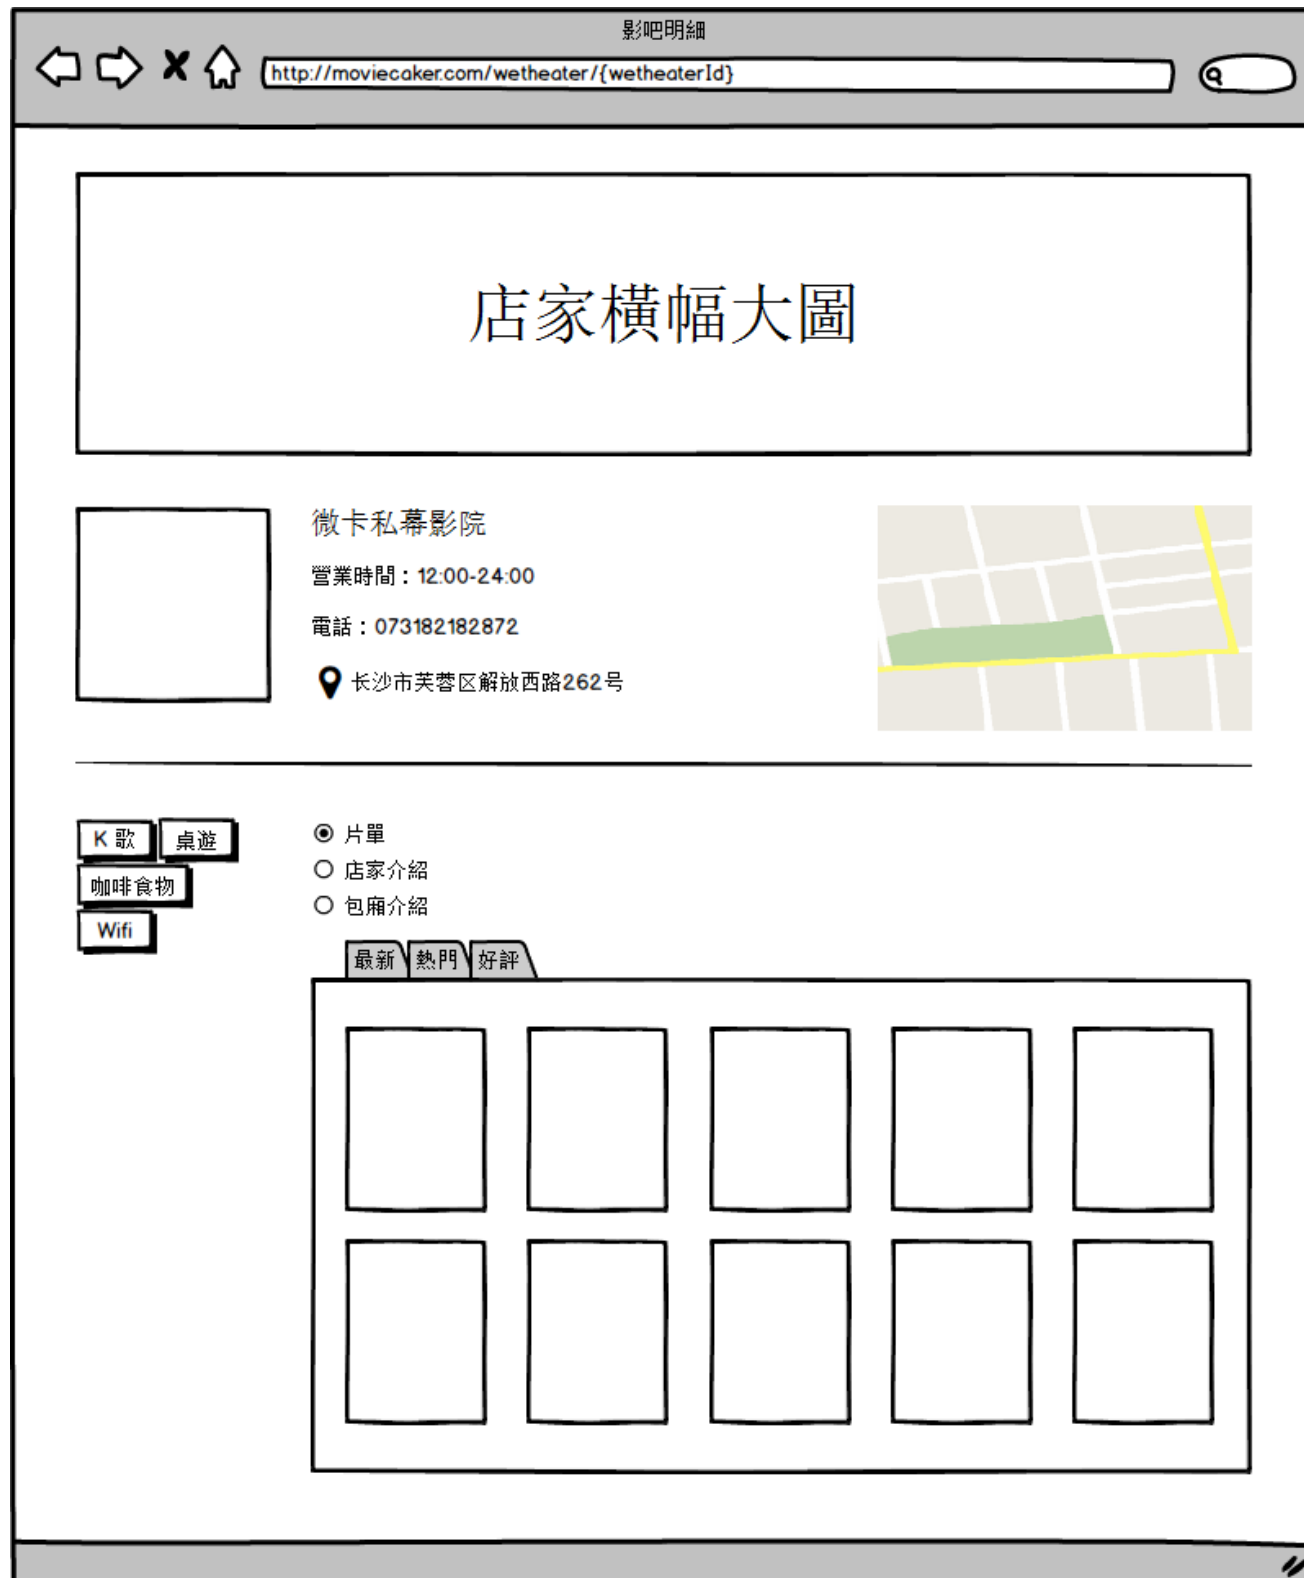 影吧明細
http://moviecaker.com/wetheater/{wetheaterId}
店家橫幅大圖
微卡私幕影院
營業時間：12:00-24:00
電話：073182182872
长沙市芙蓉区解放西路262号
K 歌 桌遊
咖啡食物
Wifi
片單
店家介紹
包廂介紹
最新 熱門 好評